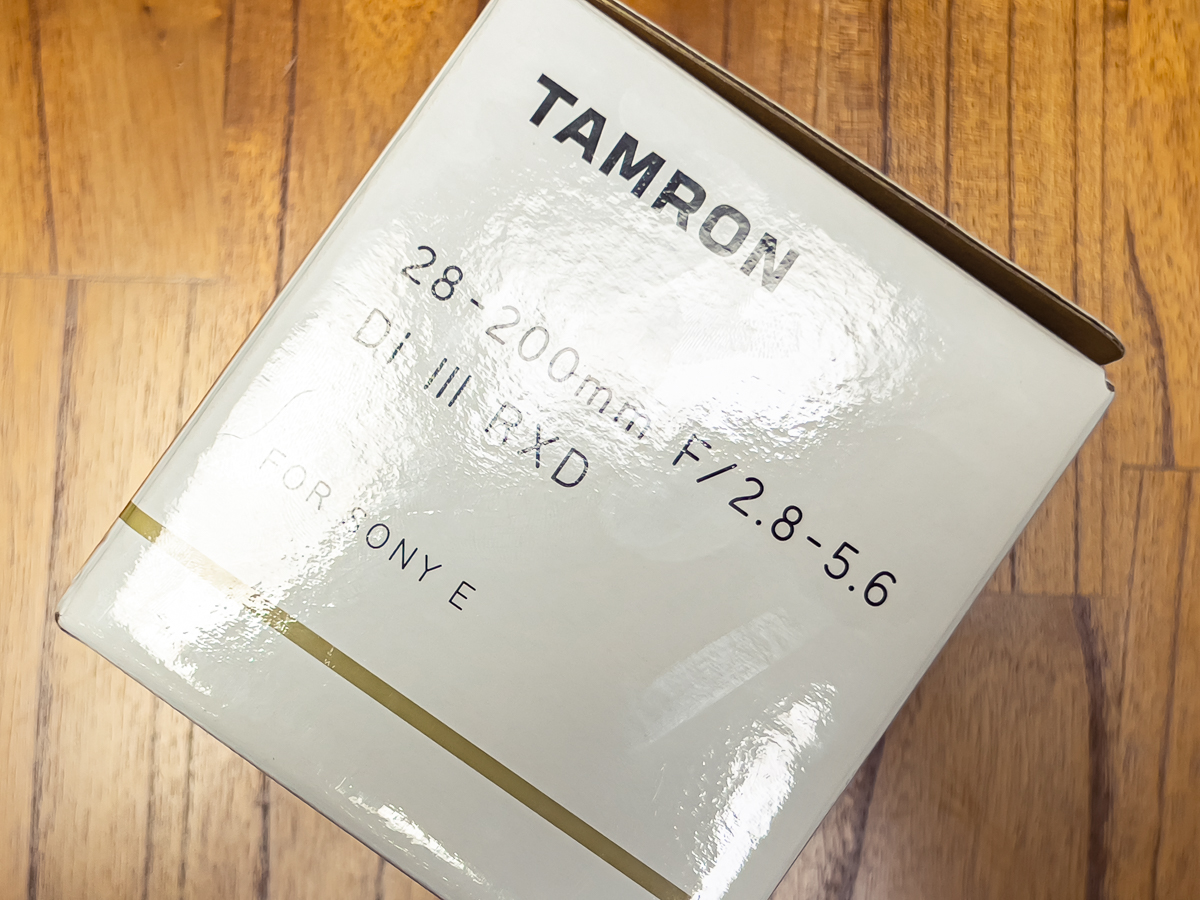 TAMRON
28-200mm F/2.8-5.6
Di III RXD
FOR SONY E